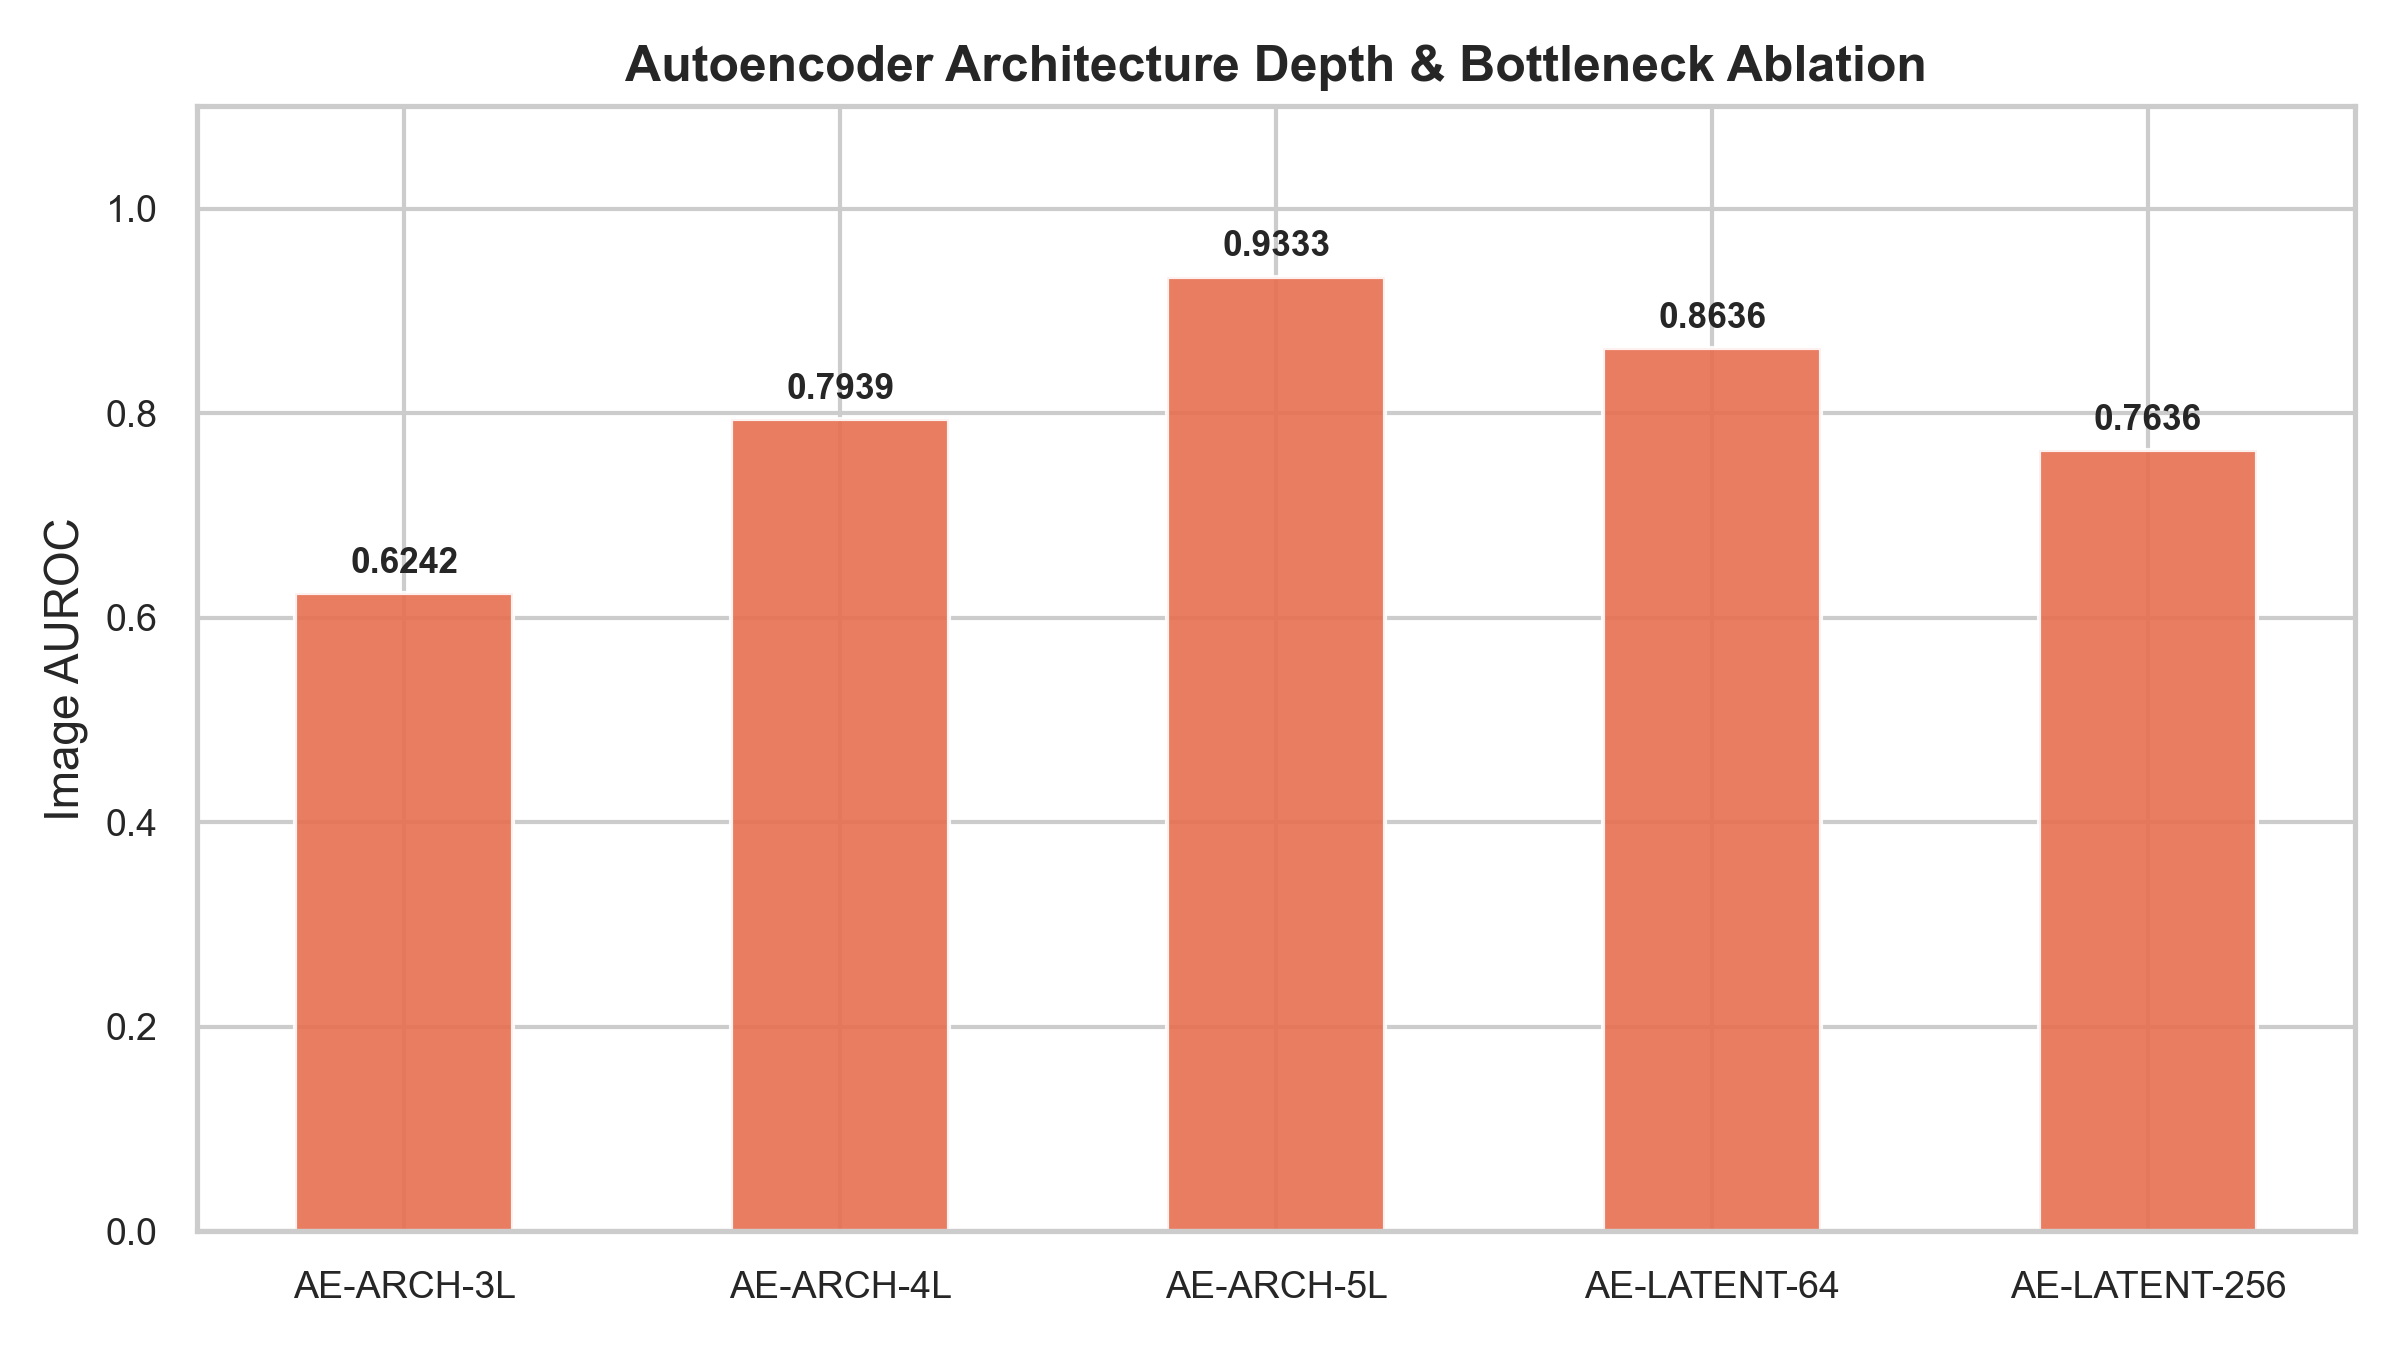 Autoencoder Architecture Depth & Bottleneck Ablation
Image AUROC
1.0
0.8
0.6
0.4
0.2
0.0
0.6242
0.7939
0.9333
0.8636
0.7636
AE-ARCH-3L
AE-ARCH-4L
AE-ARCH-5L
AE-LATENT-64
AE-LATENT-256